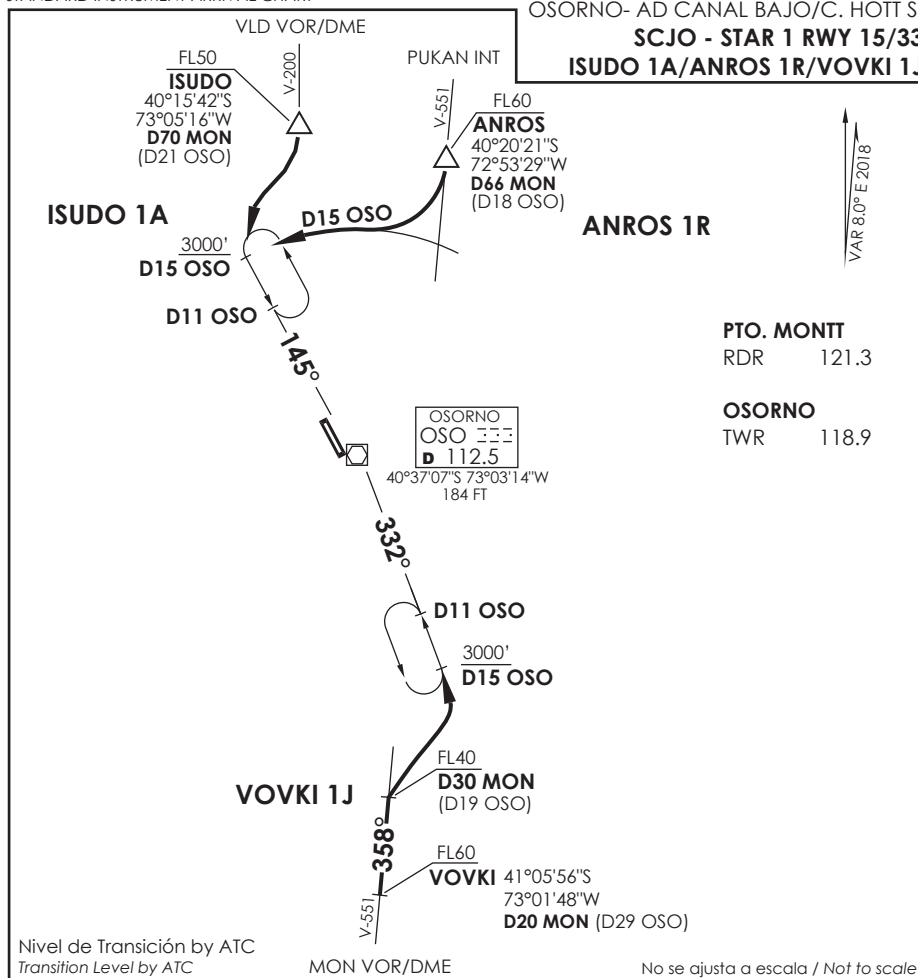 OSORNO- AD CANAL BAJO/C. HOTT S
SCJO - STAR 1 RWY 15/33
ISUDO 1A/ANROS 1R/VOVKI 1J
VLD VOR/DME
V-200
FL50
ISUDO
40°15'42"S
73°05'16"W
D70 MON
(D21 OSO)
PUKAN INT
V-551
FL60
ANROS
40°20'21"S
72°53'29"W
D66 MON
(D18 OSO)
VAR 8.0° E 2018
ISUDO 1A
D15 OSO
ANROS 1R
3000'
D15 OSO
D11 OSO
145°
PTO. MONTT
RDR 121.3
OSORNO
TWR 118.9
OSORNO
OSO
D 112.5
40°37'07"S 73°03'14"W
184 FT
332°
D11 OSO
3000'
D15 OSO
VOVKI 1J
FL40
D30 MON
(D19 OSO)
358°
FL60
VOVKI 41°05'56"S
73°01'48"W
D20 MON (D29 OSO)
V-551
Nivel de Transición by ATC
Transition Level by ATC
MON VOR/DME
No se ajusta a escala / Not to scale